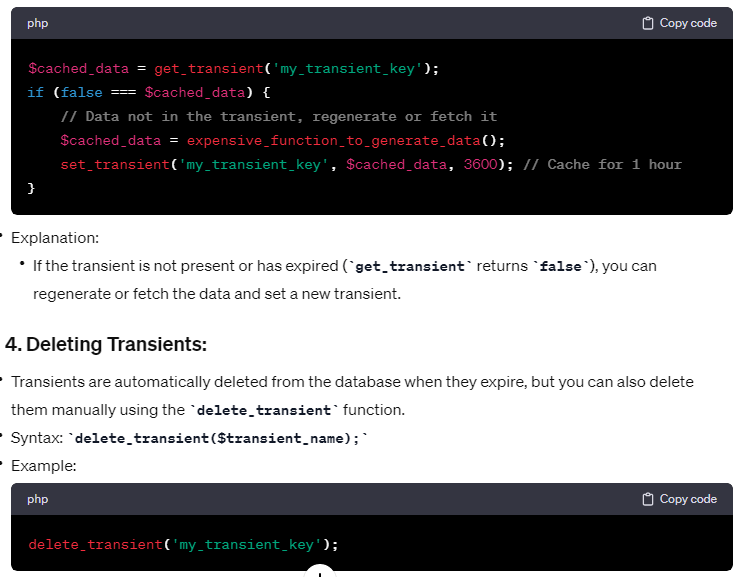 php Copy code
$cached_data = get_transient('my_transient_key');
if (false === $cached_data) {
    // Data not in the transient, regenerate or fetch it
    $cached_data = expensive_function_to_generate_data();
    set_transient('my_transient_key', $cached_data, 3600); // Cache for 1 hour
}
• Explanation:
• If the transient is not present or has expired (`get_transient` returns `false`), you can
regenerate or fetch the data and set a new transient.
4. Deleting Transients:
• Transients are automatically deleted from the database when they expire, but you can also delete
them manually using the `delete_transient` function.
• Syntax: `delete_transient($transient_name);`
• Example:
php Copy code
delete_transient('my_transient_key');